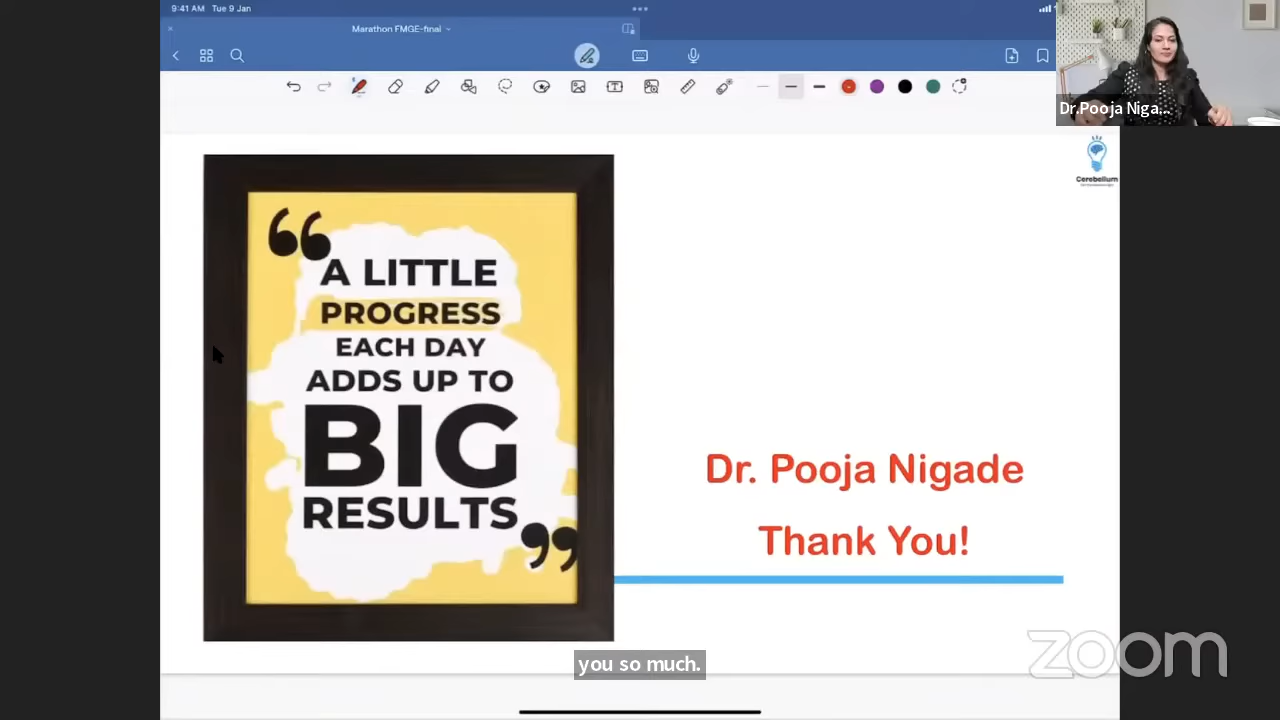 9:41 AM Tue 9 Jan
Marathon FMGE-final
Dr.Pooja Niga...
Cerebellum
“
A LITTLE
PROGRESS
EACH DAY
ADDS UP TO
BIG
RESULTS
”
Dr. Pooja Nigade
Thank You!
you so much.
zoom